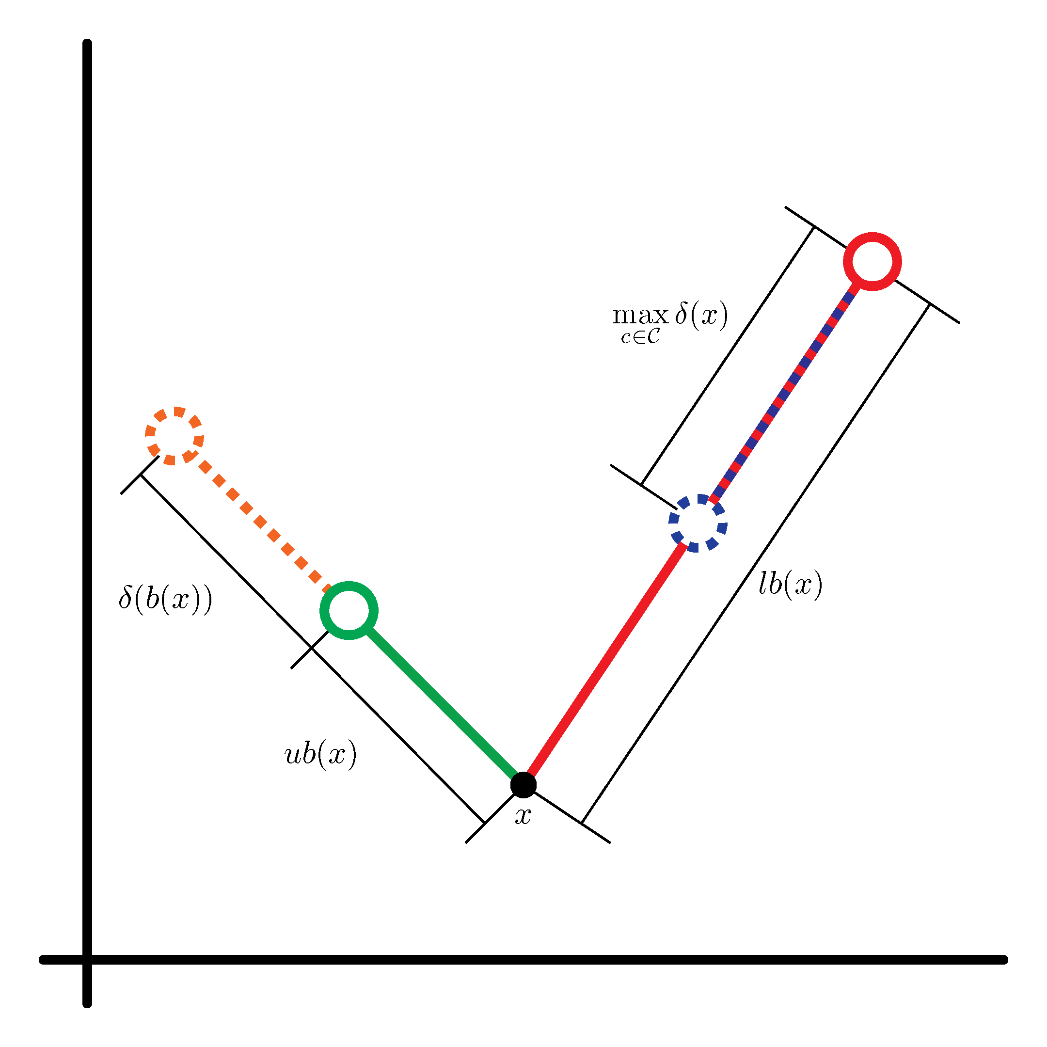 max δ(x)
c∈𝒞
lb(x)
δ(b(x))
ub(x)
x